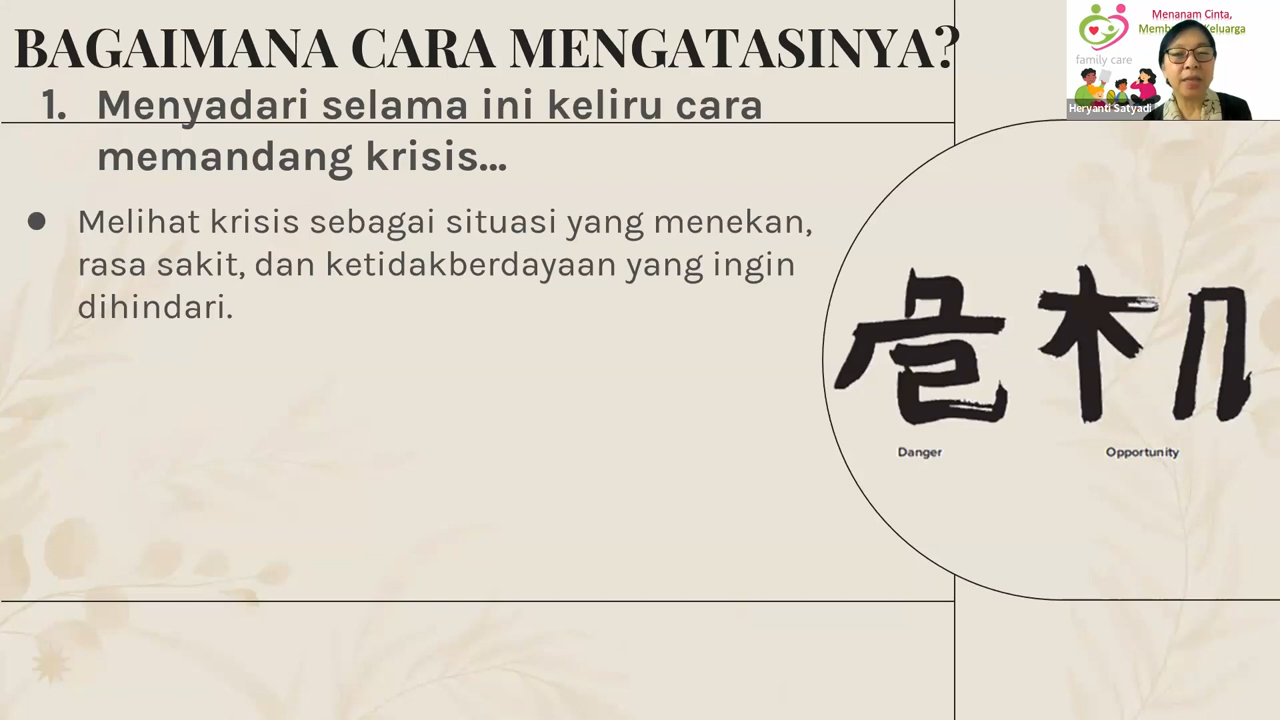 BAGAIMANA CARA MENGATASINYA?
1. Menyadari selama ini keliru cara
memandang krisis...
● Melihat krisis sebagai situasi yang menekan,
rasa sakit, dan ketidakberdayaan yang ingin
dihindari.
危机
Danger
Opportunity
Menanam Cinta,
Keluarga
family care
Heryanti Satyadi